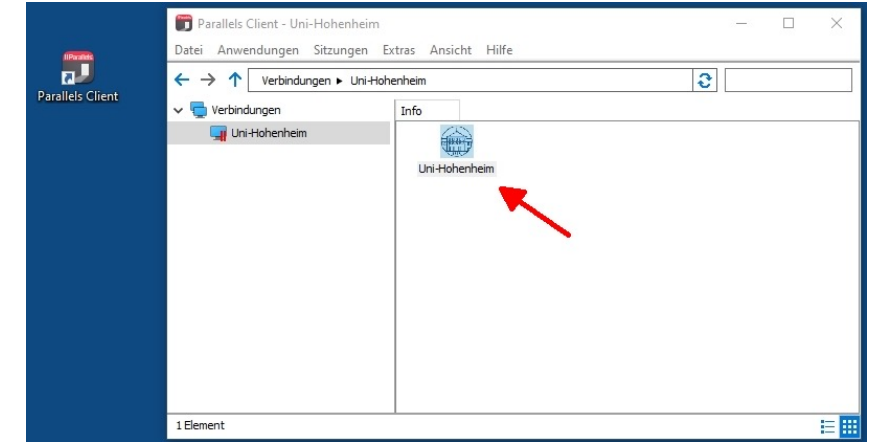 Parallels Client - Uni-Hohenheim
Datei Anwendungen Sitzungen Extras Ansicht Hilfe
Parallels
Parallels Client
Verbindungen ▸ Uni-Hohenheim
Verbindungen
Uni-Hohenheim
Info
Uni-Hohenheim
1 Element